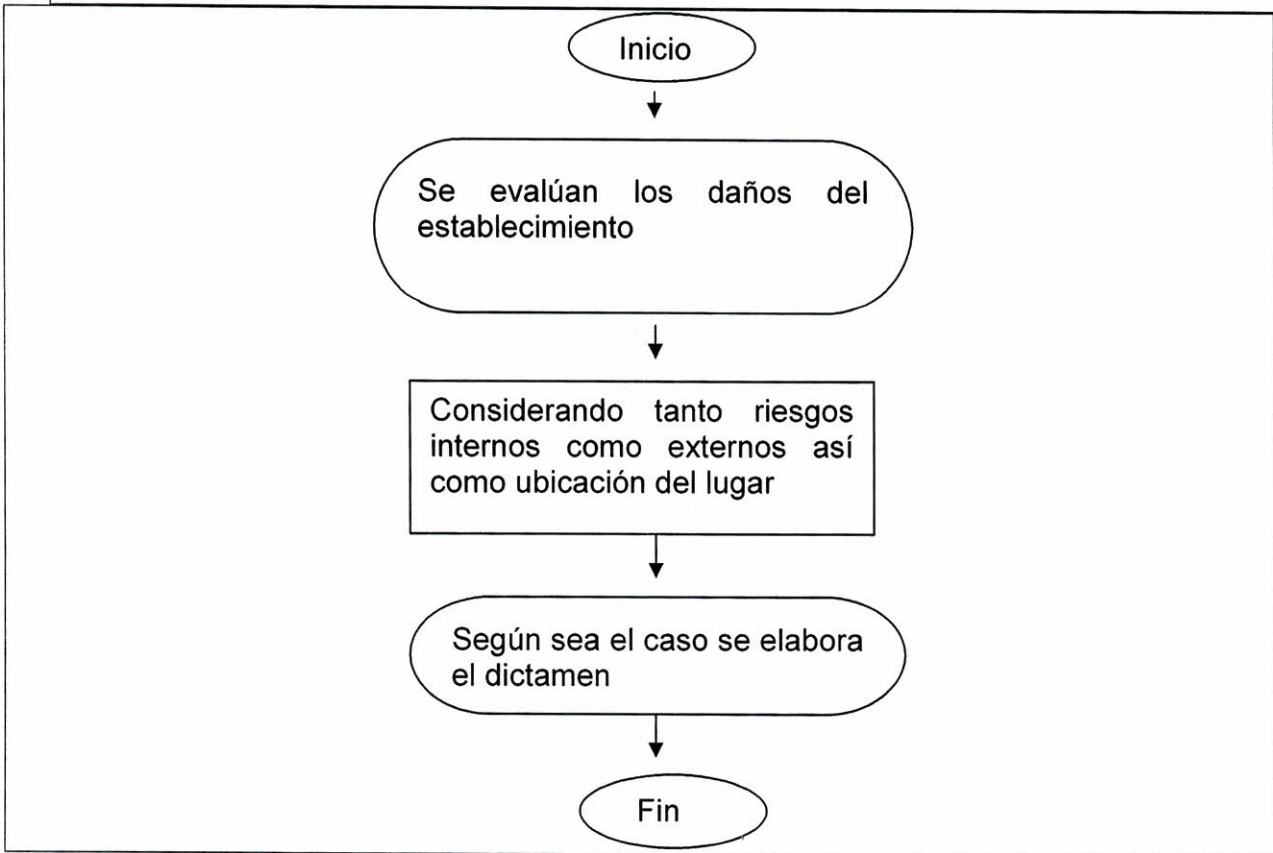 Inicio
Se evalúan los daños del
establecimiento
Considerando tanto riesgos
internos como externos así
como ubicación del lugar
Según sea el caso se elabora
el dictamen
Fin